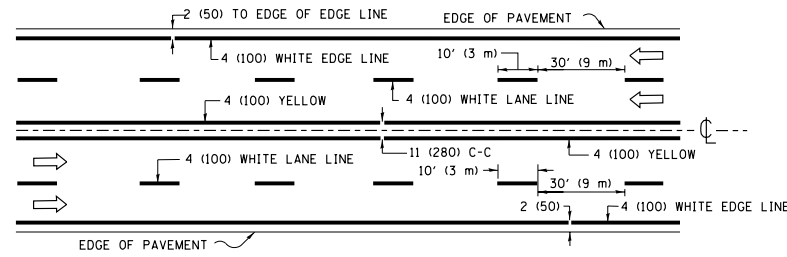 2 (50) TO EDGE OF EDGE LINE
EDGE OF PAVEMENT
4 (100) WHITE EDGE LINE
10' (3 m)
30' (9 m)
4 (100) YELLOW
4 (100) WHITE LANE LINE
℄
4 (100) WHITE LANE LINE
11 (280) C-C
4 (100) YELLOW
10' (3 m)
30' (9 m)
2 (50)
4 (100) WHITE EDGE LINE
EDGE OF PAVEMENT